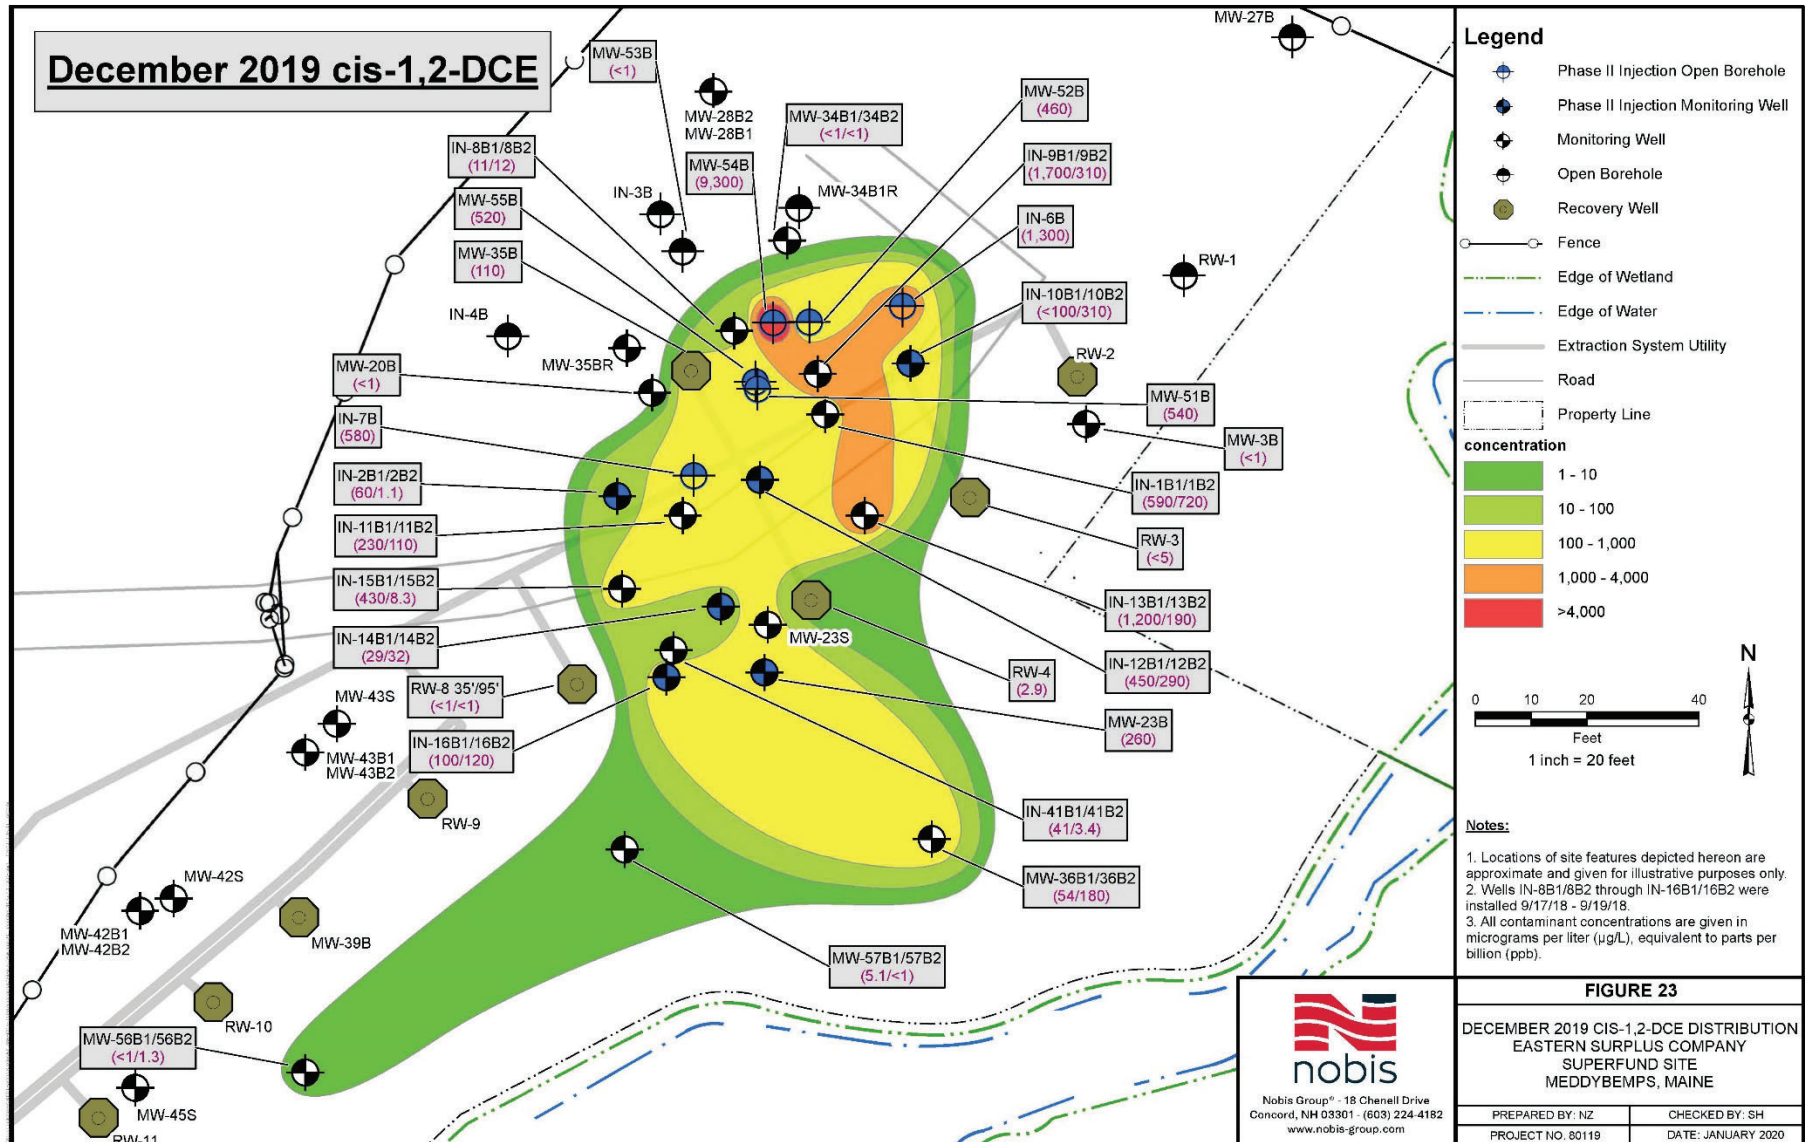 December 2019 cis-1,2-DCE
MW-53B
(<1)
MW-27B
MW-28B2
MW-28B1
MW-34B1/34B2
(<1/<1)
MW-52B
(460)
IN-8B1/8B2
(11/12)
MW-54B
(9,300)
IN-9B1/9B2
(1,700/310)
MW-55B
(520)
IN-3B
MW-34B1R
IN-6B
(1,300)
MW-35B
(110)
RW-1
IN-10B1/10B2
(<100/310)
IN-4B
MW-35BR
MW-20B
(<1)
RW-2
MW-51B
(540)
IN-7B
(580)
MW-3B
(<1)
IN-2B1/2B2
(60/1.1)
IN-1B1/1B2
(590/720)
IN-11B1/11B2
(230/110)
RW-3
(<5)
IN-15B1/15B2
(430/8.3)
IN-13B1/13B2
(1,200/190)
IN-14B1/14B2
(29/32)
MW-23S
RW-4
(2.9)
IN-12B1/12B2
(450/290)
RW-8 35'/95'
(<1/<1)
MW-43S
MW-23B
(260)
IN-16B1/16B2
(100/120)
MW-43B1
MW-43B2
IN-41B1/41B2
(41/3.4)
RW-9
MW-36B1/36B2
(54/180)
MW-42S
MW-42B1
MW-42B2
MW-39B
MW-57B1/57B2
(5.1/<1)
RW-10
MW-56B1/56B2
(<1/1.3)
MW-45S
RW-11
Legend
Phase II Injection Open Borehole
Phase II Injection Monitoring Well
Monitoring Well
Open Borehole
Recovery Well
Fence
Edge of Wetland
Edge of Water
Extraction System Utility
Road
Property Line
concentration
1 - 10
10 - 100
100 - 1,000
1,000 - 4,000
>4,000
N
0 10 20 40
Feet
1 inch = 20 feet
Notes:
1. Locations of site features depicted hereon are
approximate and given for illustrative purposes only.
2. Wells IN-8B1/8B2 through IN-16B1/16B2 were
installed 9/17/18 - 9/19/18.
3. All contaminant concentrations are given in
micrograms per liter (µg/L), equivalent to parts per
billion (ppb).
nobis
Nobis Group® - 18 Chenell Drive
Concord, NH 03301 - (603) 224-4182
www.nobis-group.com
FIGURE 23
DECEMBER 2019 CIS-1,2-DCE DISTRIBUTION
EASTERN SURPLUS COMPANY
SUPERFUND SITE
MEDDYBEMPS, MAINE
PREPARED BY: NZ
CHECKED BY: SH
PROJECT NO. 80119
DATE: JANUARY 2020